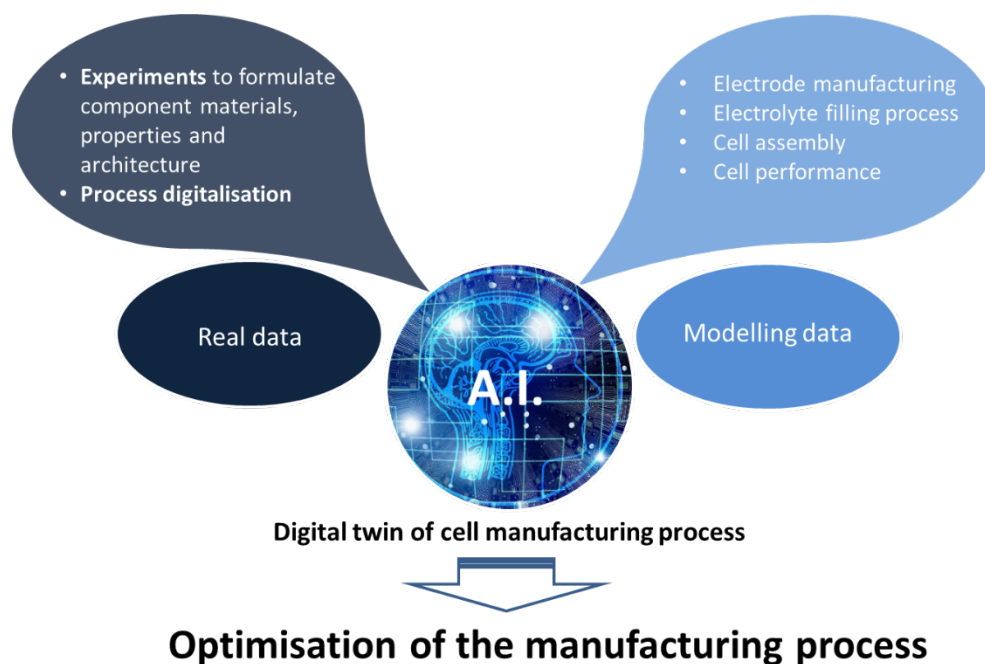 • Experiments to formulate
component materials,
properties and
architecture
• Process digitalisation
• Electrode manufacturing
• Electrolyte filling process
• Cell assembly
• Cell performance
Real data
A.I.
Modelling data
Digital twin of cell manufacturing process
Optimisation of the manufacturing process